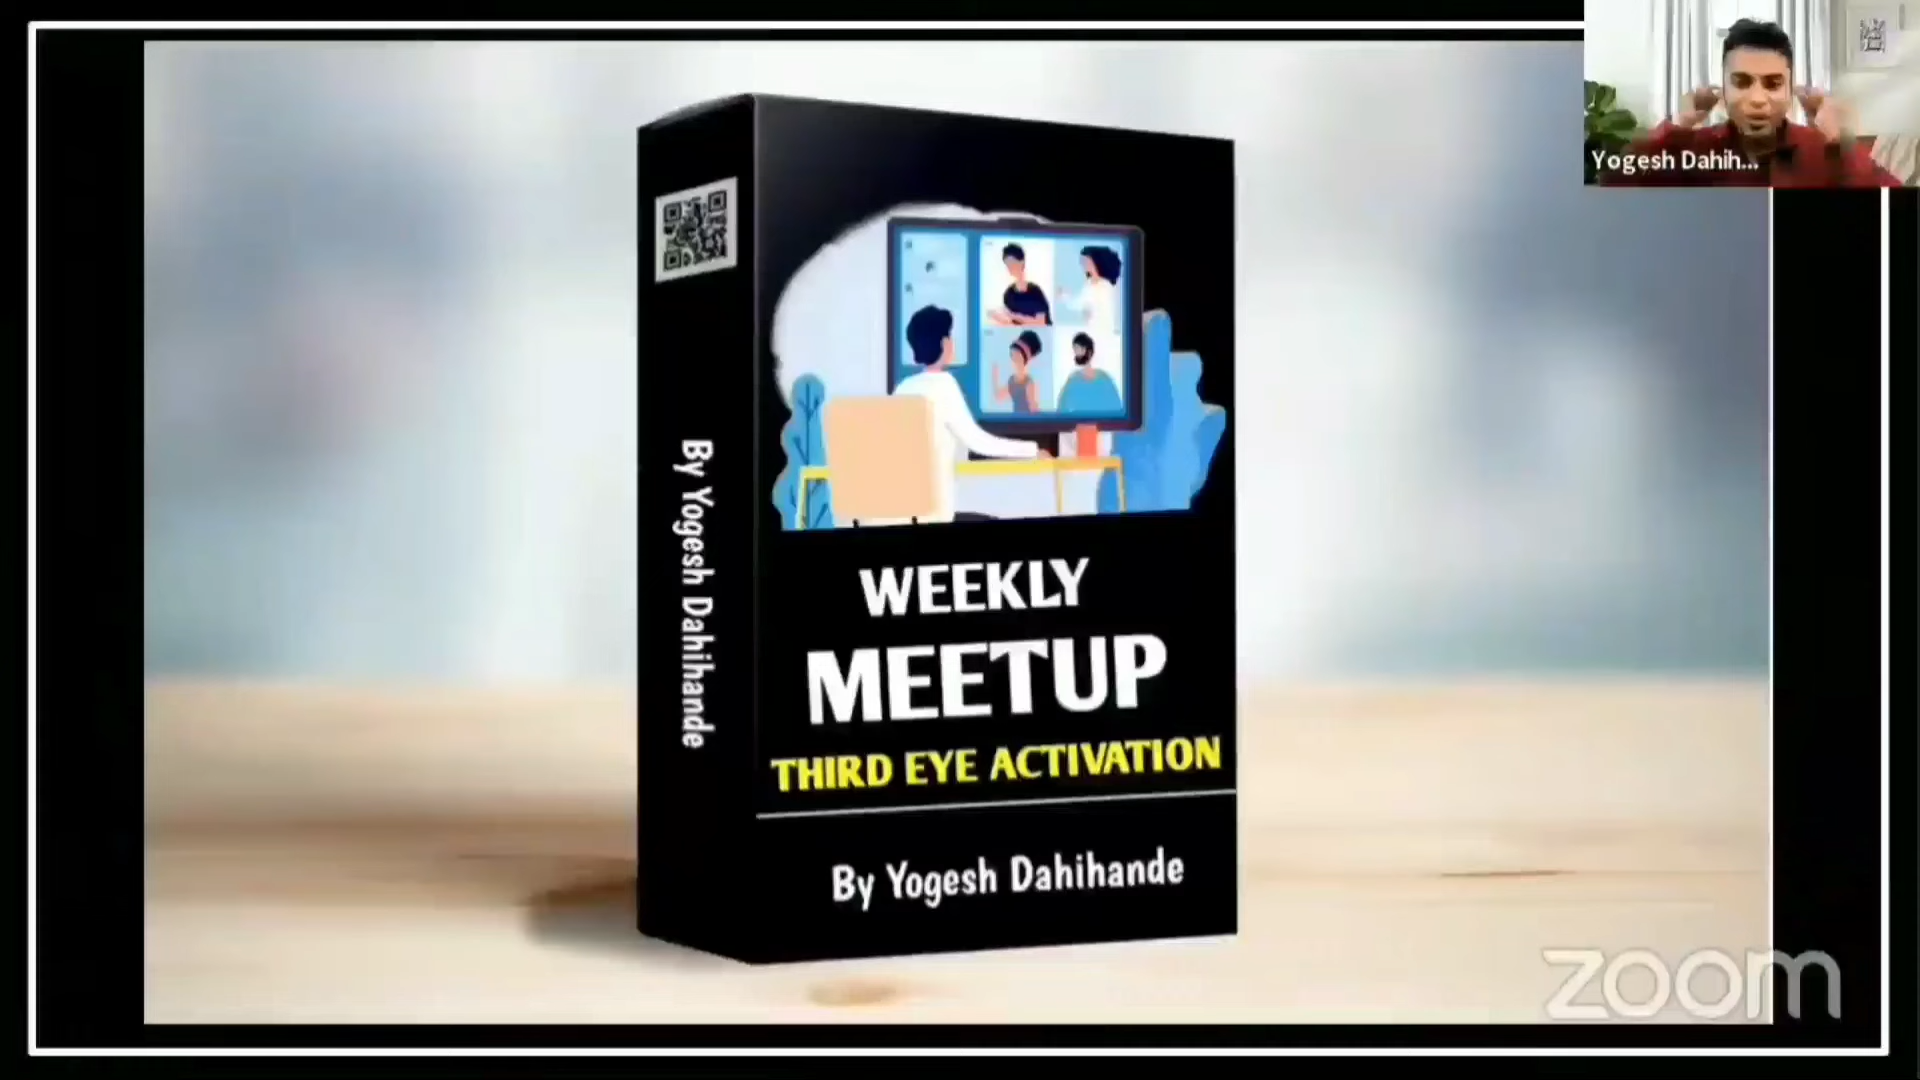 Yogesh Dahih...
By Yogesh Dahihande
WEEKLY
MEETUP
THIRD EYE ACTIVATION
By Yogesh Dahihande
zoom